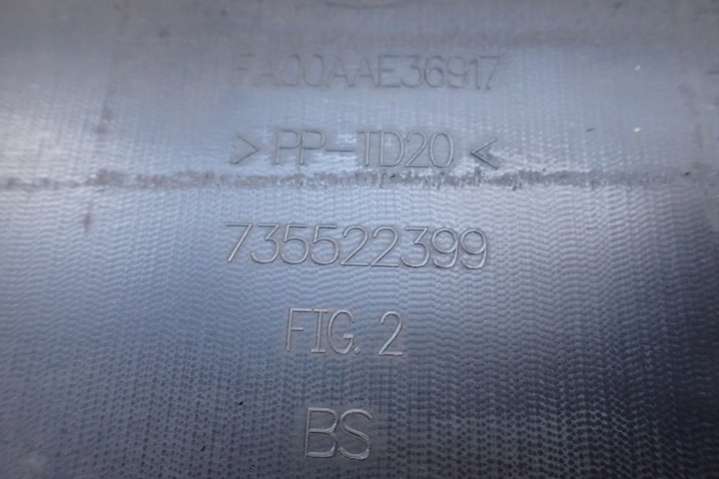 FA00AAE36917
> PP-TD20 <
735522399
FIG. 2
BS